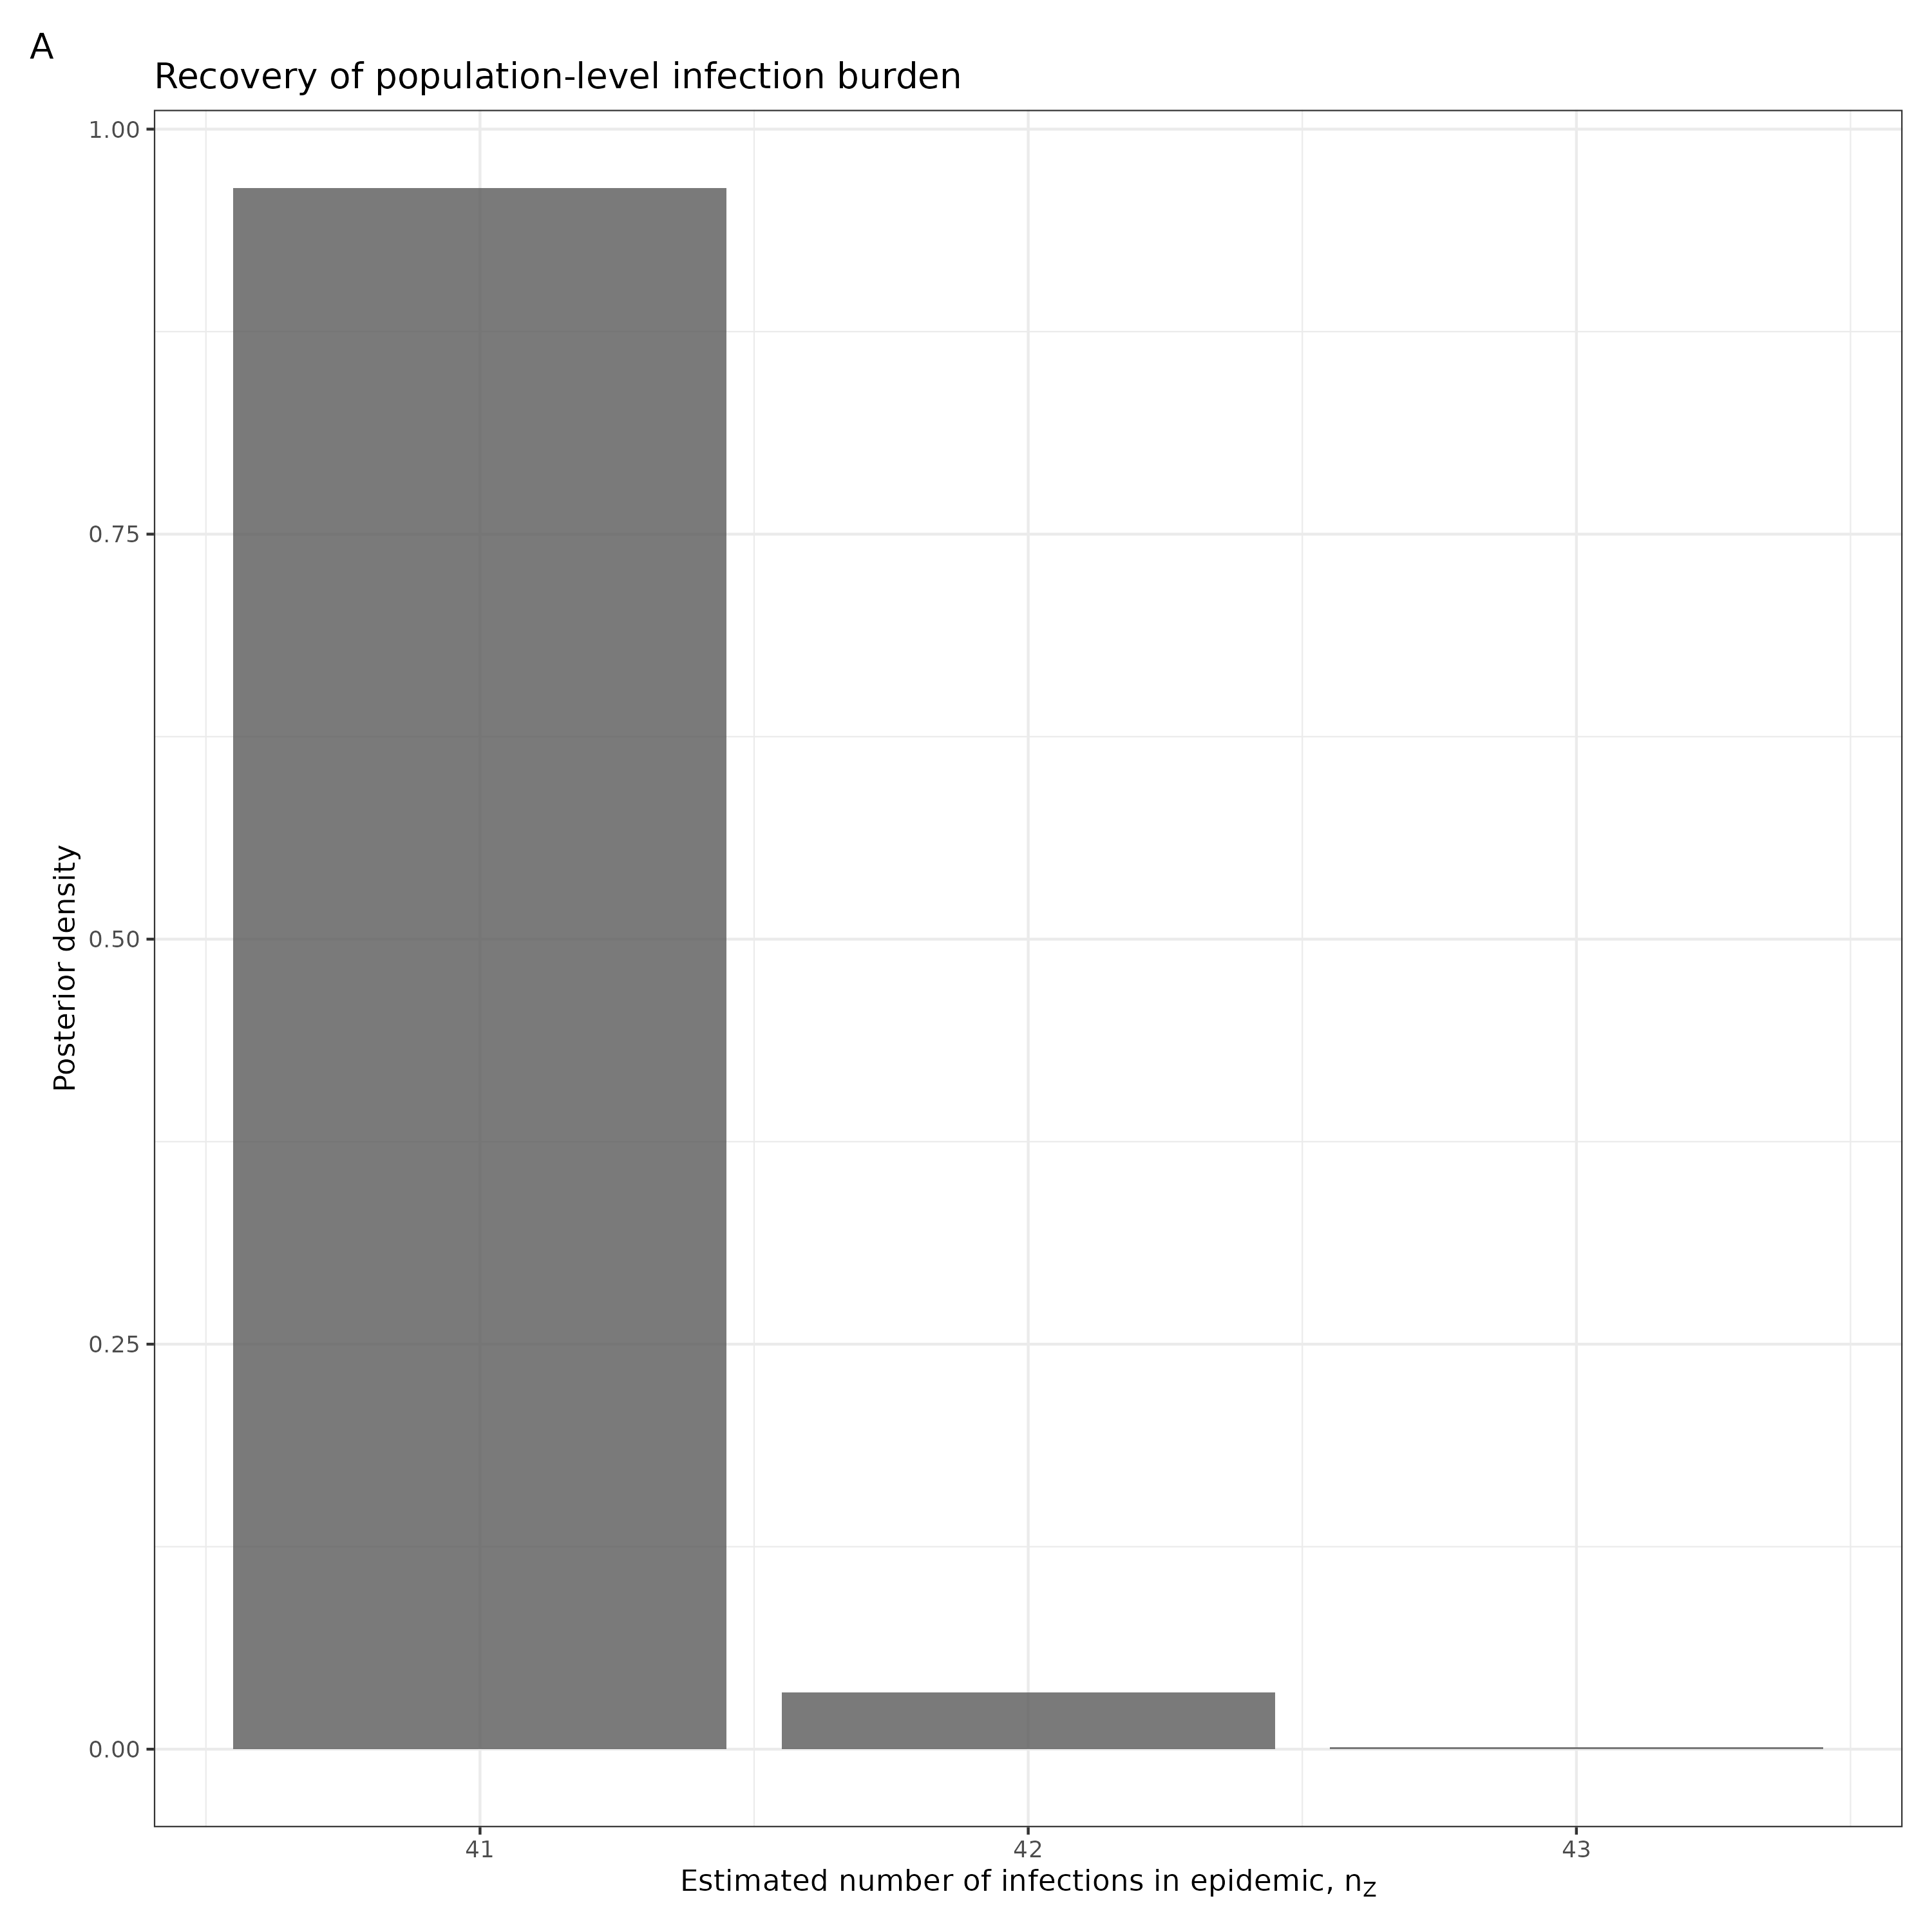 A
Recovery of population-level infection burden
1.00
0.75
0.50
0.25
0.00
Posterior density
41 42 43
Estimated number of infections in epidemic, nZ